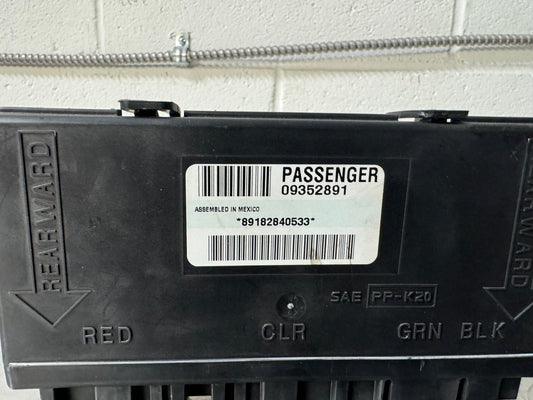 PASSENGER
09352891
ASSEMBLED IN MEXICO
*89182840533*
REARWARD
REARWARD
SAE PP-K20
RED CLR GRN BLK